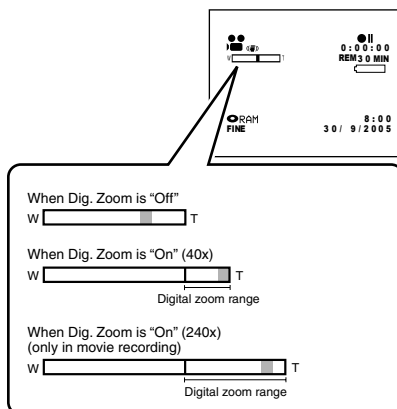 ●II
0:00:00
W T
REM 30 MIN
RAM 8:00
FINE 30/ 9/2005
When Dig. Zoom is “Off”
W T
When Dig. Zoom is “On” (40x)
W T
Digital zoom range
When Dig. Zoom is “On” (240x)
(only in movie recording)
W T
Digital zoom range